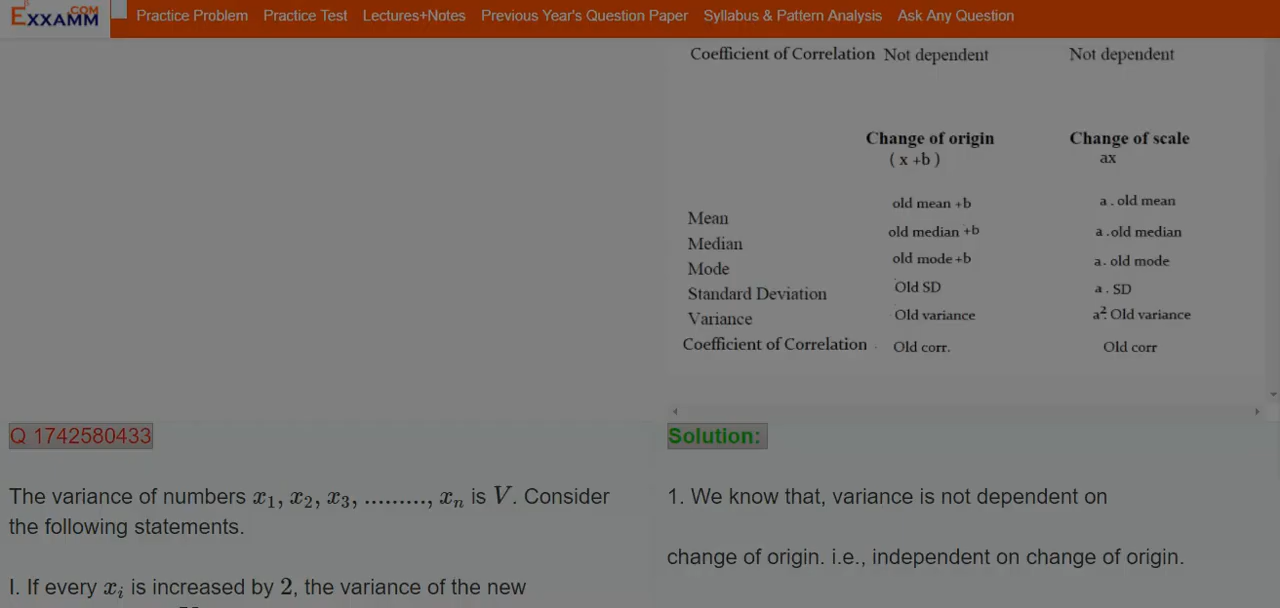 EXXAMM .COM Practice Problem Practice Test Lectures+Notes Previous Year's Question Paper Syllabus & Pattern Analysis Ask Any Question
Coefficient of Correlation Not dependent Not dependent
Change of origin Change of scale
( x +b ) ax
Mean old mean +b a . old mean
Median old median +b a .old median
Mode old mode +b a. old mode
Standard Deviation Old SD a . SD
Variance Old variance a². Old variance
Coefficient of Correlation Old corr. Old corr
Q 1742580433
The variance of numbers x₁, x₂, x₃, ........., xₙ is V. Consider
the following statements.
I. If every xᵢ is increased by 2, the variance of the new
Solution:
1. We know that, variance is not dependent on
change of origin. i.e., independent on change of origin.